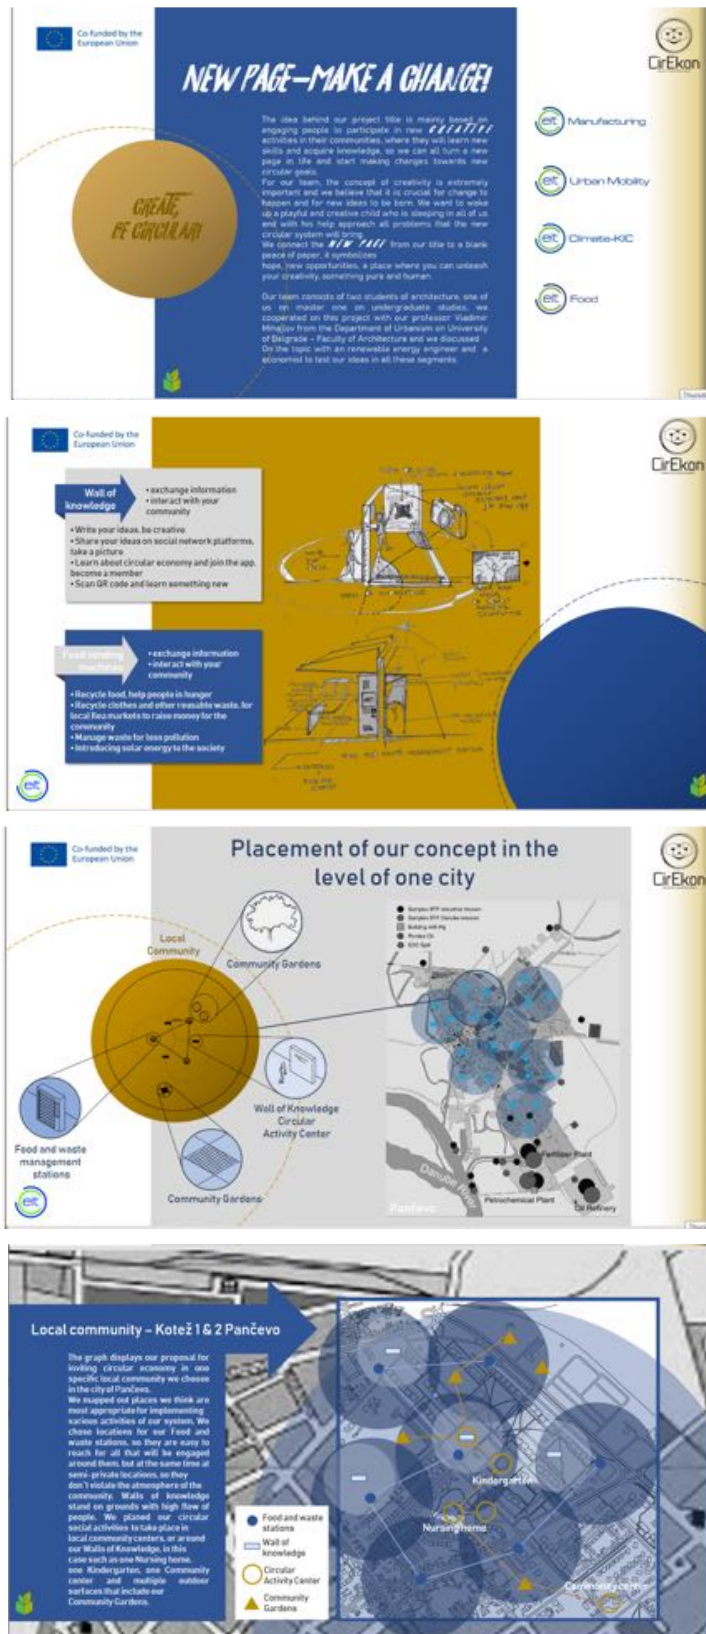 Co-funded by the
European Union
CirEkon
NEW PAGE–MAKE A CHANGE!
CREATE,
BE CIRCULAR!
The idea behind our project title is mainly based on
engaging people to participate in new CREATIVE
activities in their communities, where they will learn new
skills and acquire knowledge, so we can all turn a new
page in life and start making changes towards new
circular goals.
For our team, the concept of creativity is extremely
important and we believe that it is crucial for change to
happen and for new ideas to be born. We want to wake
up a playful and creative child who is sleeping in all of us
and with his help approach all problems that the new
circular system will bring.
We connect the NEW PAGE from our title to a blank
peace of paper, it symbolizes
hope, new opportunities, a place where you can unleash
your creativity, something pure and human.
Our team consists of two students of architecture, one of
us on master one on undergraduate studies, we
cooperated on this project with our professor Vladimir
Mihajlov from the Department of Urbanism on University
of Belgrade – Faculty of Architecture and we discussed
On the topic with an renewable energy engineer and a
economist to test our ideas in all these segments.
eit Manufacturing
eit Urban Mobility
eit Climate-KIC
eit Food
Co-funded by the
European Union
CirEkon
Wall of
knowledge
• exchange information
• interact with your
community
• Write your ideas, be creative
• Share your ideas on social network platforms,
take a picture
• Learn about circular economy and join the app,
become a member
• Scan QR code and learn something new
Food vending
machines
• exchange information
• interact with your
community
• Recycle food, help people in hunger
• Recycle clothes and other reusable waste, for
local flea markets to raise money for the
community
• Manage waste for less pollution
• Introducing solar energy to the society
eit
Co-funded by the
European Union
CirEkon
Placement of our concept in the
level of one city
Local
Community
Community Gardens
Wall of Knowledge
Circular
Activity Center
Food and waste
management
stations
Community Gardens
eit
Fertilizer Plant
Danube River
Petrochemical Plant
Oil Refinery
Pančevo
Local community – Kotež 1 & 2 Pančevo
The graph displays our proposal for
inviting circular economy in one
specific local community we choose
in the city of Pančevo.
We mapped out places we think are
most appropriate for implementing
various activities of our system. We
chose locations for our Food and
waste stations, so they are easy to
reach for all that will be engaged
around them, but at the same time at
semi-private locations, so they
don't violate the atmosphere of the
community. Walls of knowledge
stand on grounds with high flow of
people. We planed our circular
social activities to take place in
local community centers, or around
our Walls of Knowledge, in this
case such as one Nursing home,
one Kindergarten, one Community
center and multiple outdoor
surfaces that include our
Community Gardens.
Food and waste
stations
Wall of
knowledge
Circular
Activity Center
Community
Gardens
Kindergarten
Nursing home
Community center